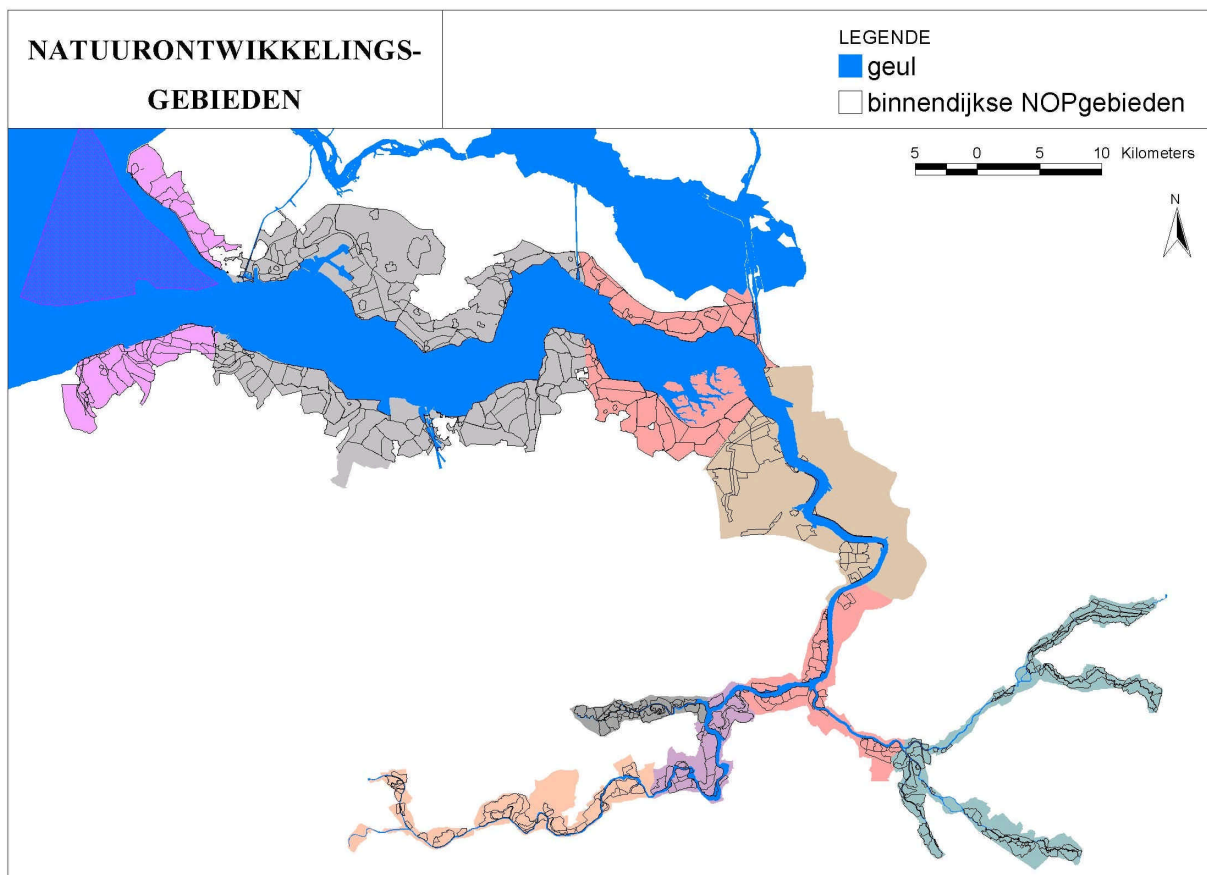 NATUURONTWIKKELINGS-
GEBIEDEN
LEGENDE
geul
binnendijkse NOPgebieden
5 0 5 10 Kilometers
N